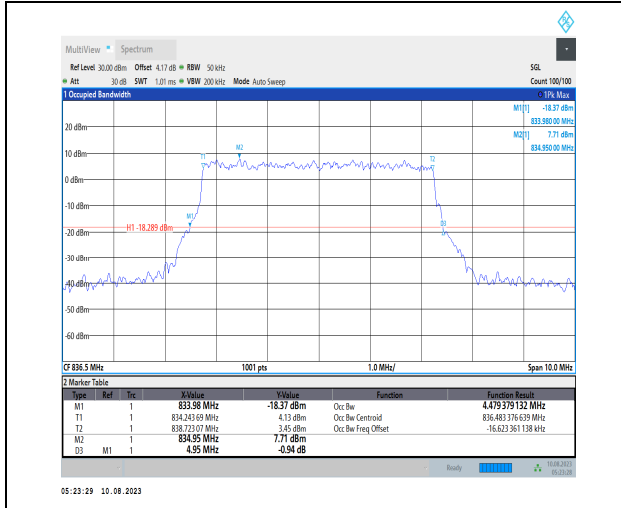 MultiView Spectrum
Ref Level 30.00 dBm Offset 4.17 dB RBW 50 kHz SGL
Att 30 dB SWT 1.01 ms VBW 200 kHz Mode Auto Sweep Count 100/100
1 Occupied Bandwidth 1Pk Max
M1[1] -18.37 dBm
833.980 00 MHz
M2[1] 7.71 dBm
834.950 00 MHz
20 dBm
10 dBm
T1 M2 T2
0 dBm
-10 dBm
M1
H1 -18.289 dBm
D3
-20 dBm
-30 dBm
-40 dBm
-50 dBm
-60 dBm
CF 836.5 MHz 1001 pts 1.0 MHz/ Span 10.0 MHz
2 Marker Table
Type Ref Trc X-Value Y-Value Function Function Result
M1 1 833.98 MHz -18.37 dBm Occ Bw 4.479 379 132 MHz
T1 1 834.243 69 MHz 4.13 dBm Occ Bw Centroid 836.483 376 639 MHz
T2 1 838.723 07 MHz 3.45 dBm Occ Bw Freq Offset -16.623 361 138 kHz
M2 1 834.95 MHz 7.71 dBm
D3 M1 1 4.95 MHz -0.94 dB
Ready 10.08.2023
05:23:28
05:23:29 10.08.2023